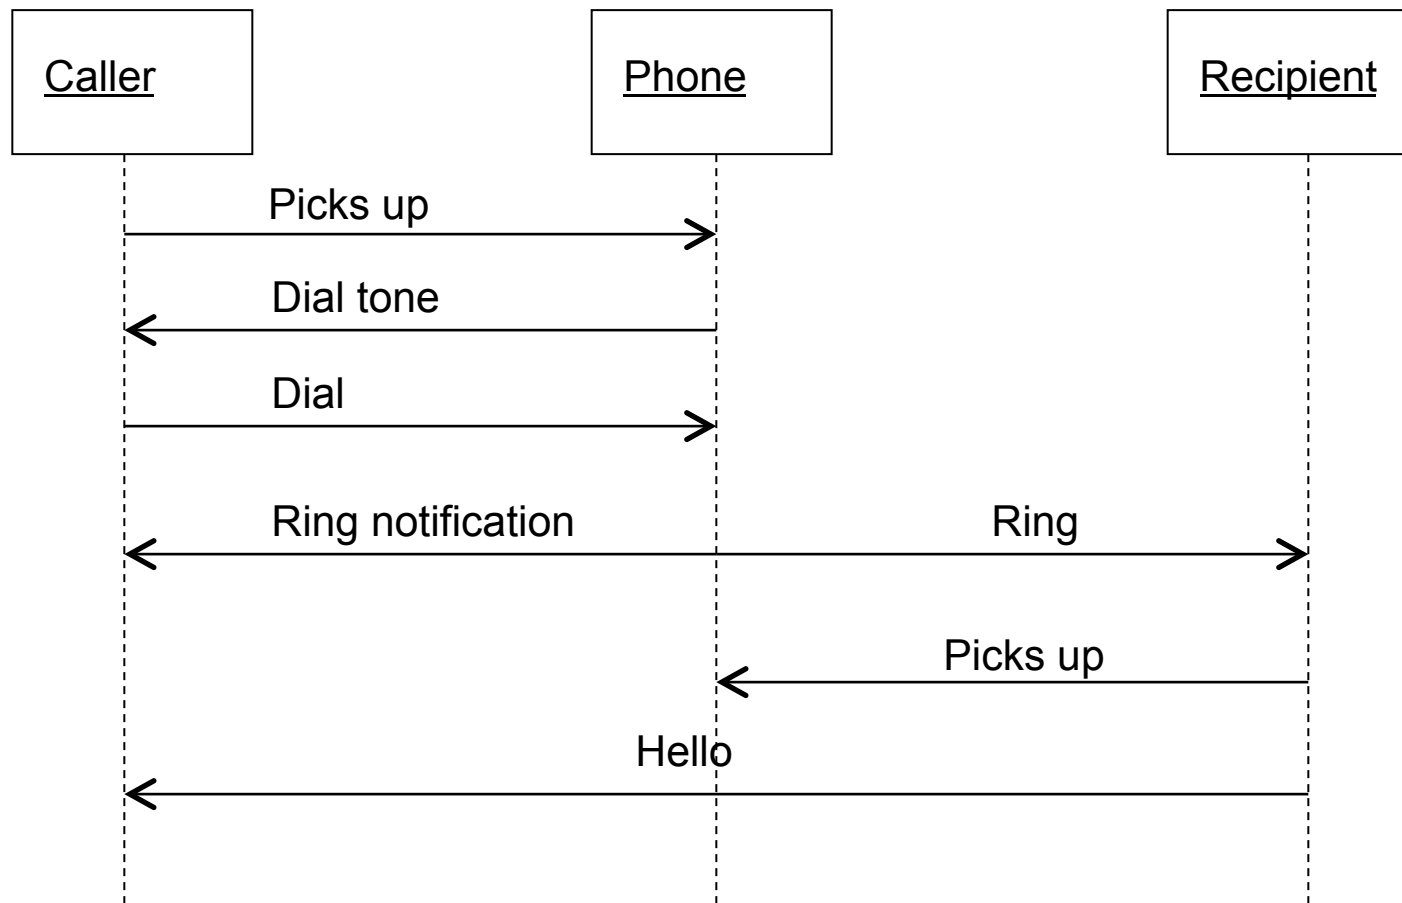 Caller
Phone
Recipient
Picks up
Dial tone
Dial
Ring notification
Ring
Picks up
Hello